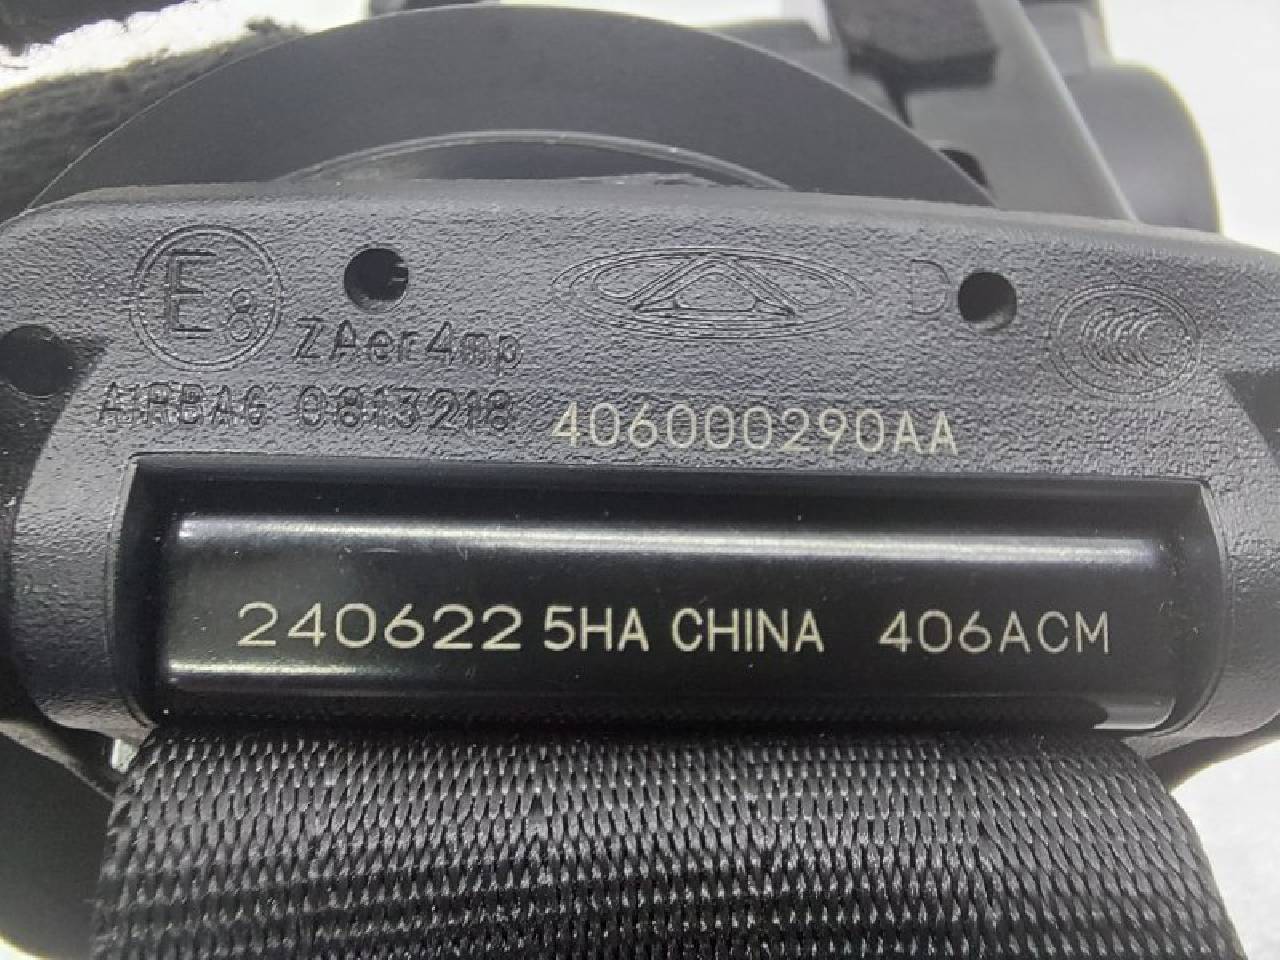 E8
ZAer4mp
D
AIRBAG 0813218
406000290AA
240622 5HA CHINA 406ACM